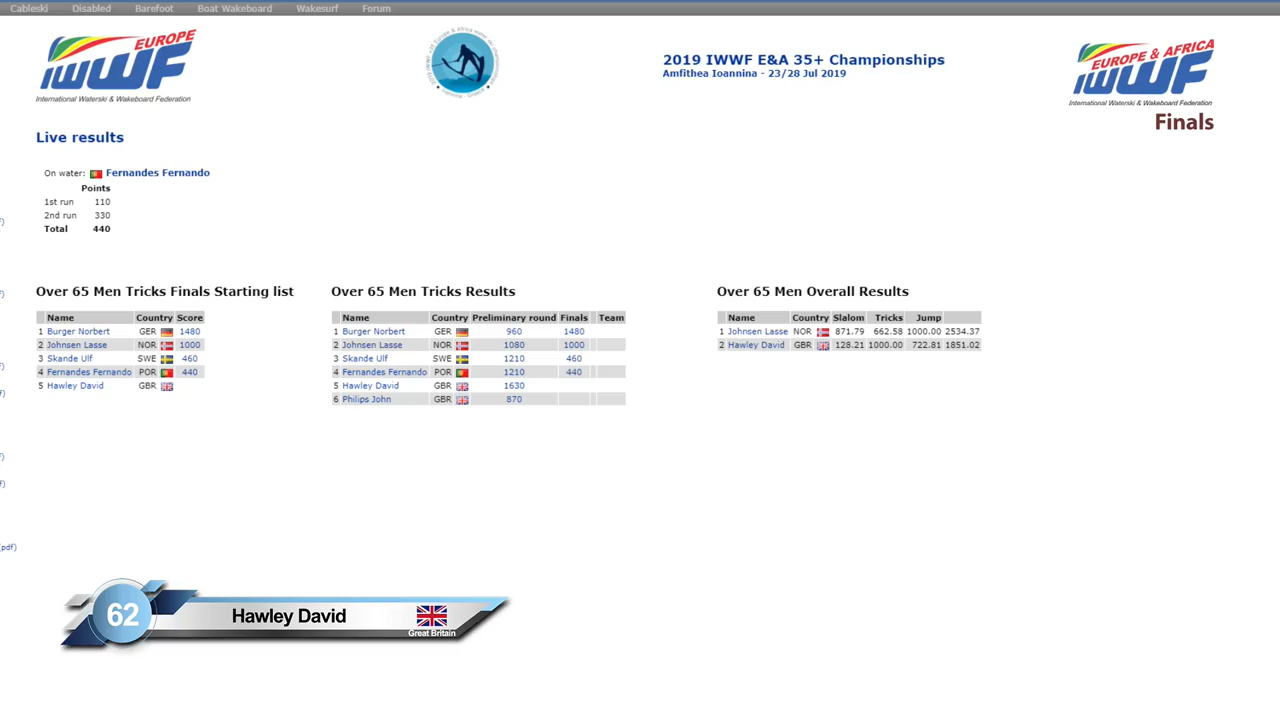 Cableski Disabled Barefoot Boat Wakeboard Wakesurf Forum
EUROPE
IWWF
International Waterski & Wakeboard Federation
2019 IWWF E&A 35+ Championships
Amfithea Ioannina - 23/28 Jul 2019
EUROPE & AFRICA
IWWF
International Waterski & Wakeboard Federation
Finals
Live results
On water: Fernandes Fernando
Points
1st run 110
2nd run 330
Total 440
Over 65 Men Tricks Finals Starting list
Name Country Score
1 Burger Norbert GER 1480
2 Johnsen Lasse NOR 1000
3 Skande Ulf SWE 460
4 Fernandes Fernando POR 440
5 Hawley David GBR
Over 65 Men Tricks Results
Name Country Preliminary round Finals Team
1 Burger Norbert GER 960 1480
2 Johnsen Lasse NOR 1080 1000
3 Skande Ulf SWE 1210 460
4 Fernandes Fernando POR 1210 440
5 Hawley David GBR 1630
6 Philips John GBR 870
Over 65 Men Overall Results
Name Country Slalom Tricks Jump
1 Johnsen Lasse NOR 871.79 662.58 1000.00 2534.37
2 Hawley David GBR 128.21 1000.00 722.81 1851.02
(pdf)
62 Hawley David
Great Britain